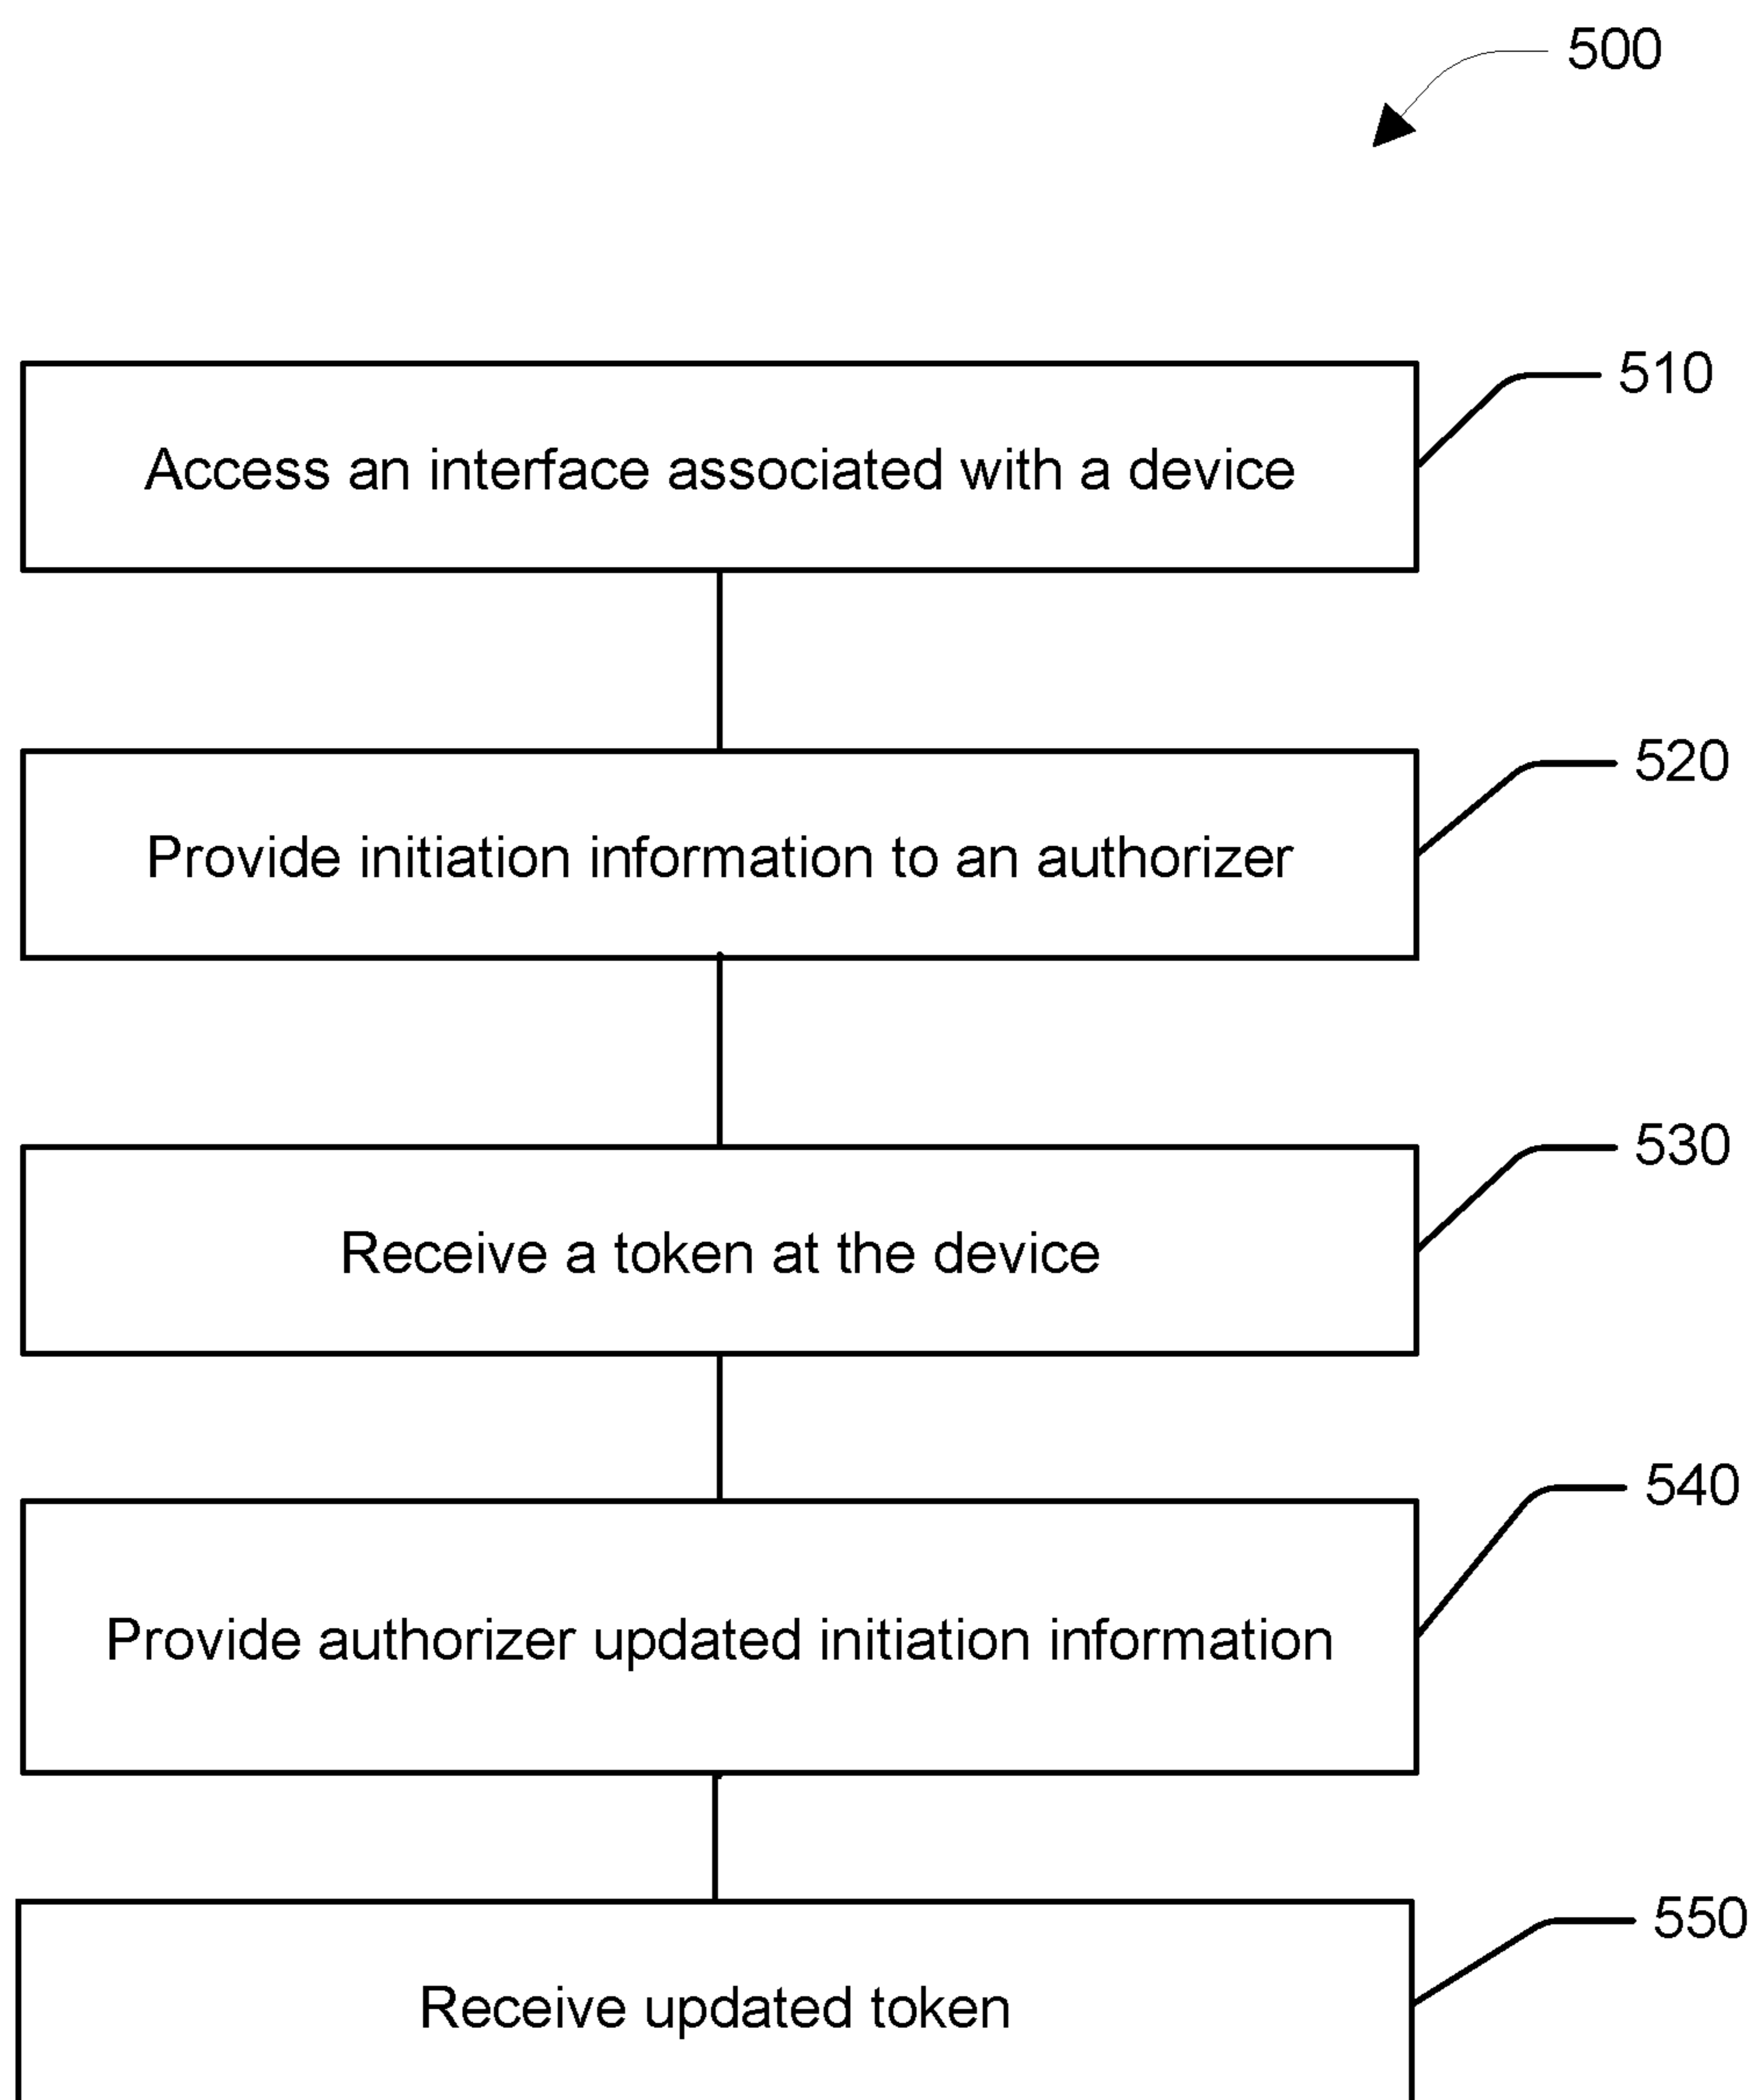 500
Access an interface associated with a device
510
Provide initiation information to an authorizer
520
Receive a token at the device
530
Provide authorizer updated initiation information
540
Receive updated token
550